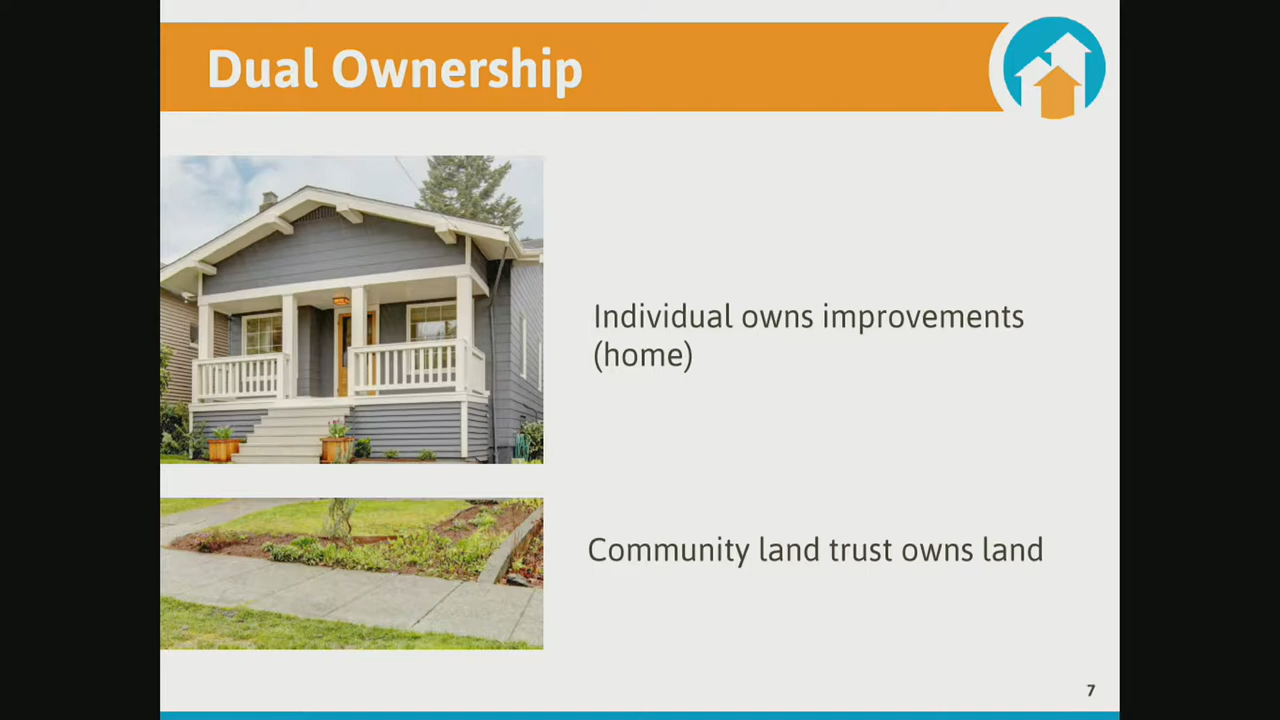 Dual Ownership
Individual owns improvements
(home)
Community land trust owns land
7